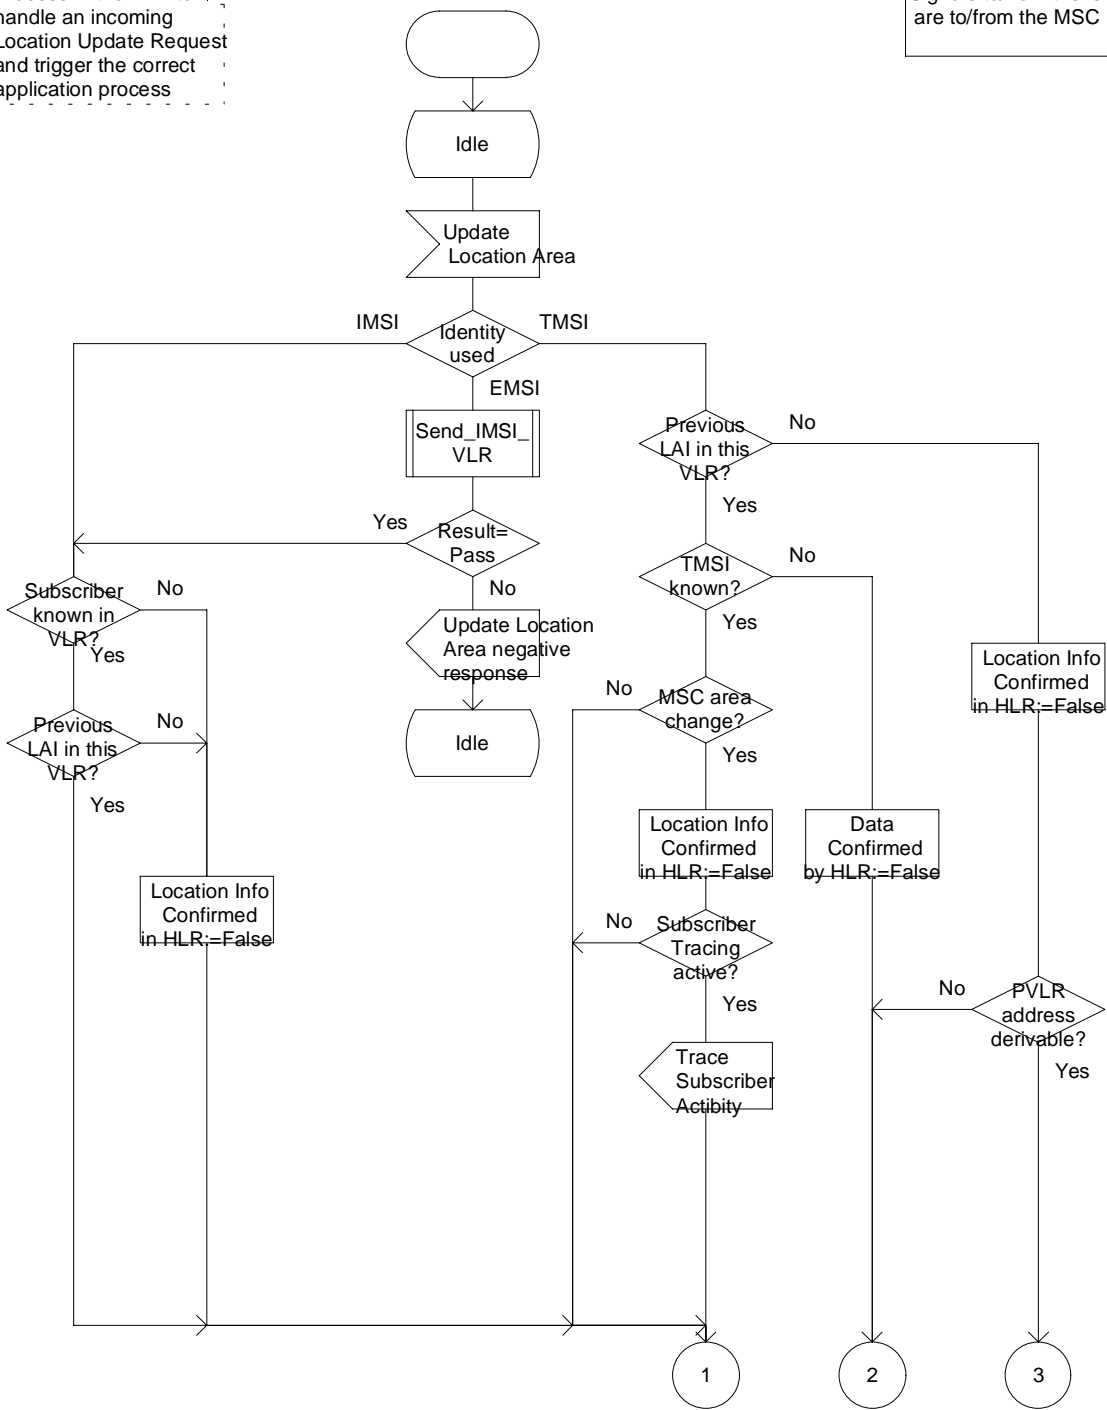 handle an incoming
Location Update Request
and trigger the correct
application process
are to/from the MSC
Idle
Update
Location Area
IMSI
Identity
used
TMSI
EMSI
Send_IMSI_
VLR
Previous
LAI in this
VLR?
No
Yes
Yes
Result=
Pass
No
TMSI
known?
No
Yes
Subscriber
known in
VLR?
No
Yes
Update Location
Area negative
response
Location Info
Confirmed
in HLR:=False
No
MSC area
change?
Yes
Previous
LAI in this
VLR?
No
Yes
Idle
Location Info
Confirmed
in HLR:=False
Data
Confirmed
by HLR:=False
Location Info
Confirmed
in HLR:=False
No
Subscriber
Tracing
active?
Yes
No
PVLR
address
derivable?
Yes
Trace
Subscriber
Actibity
1
2
3